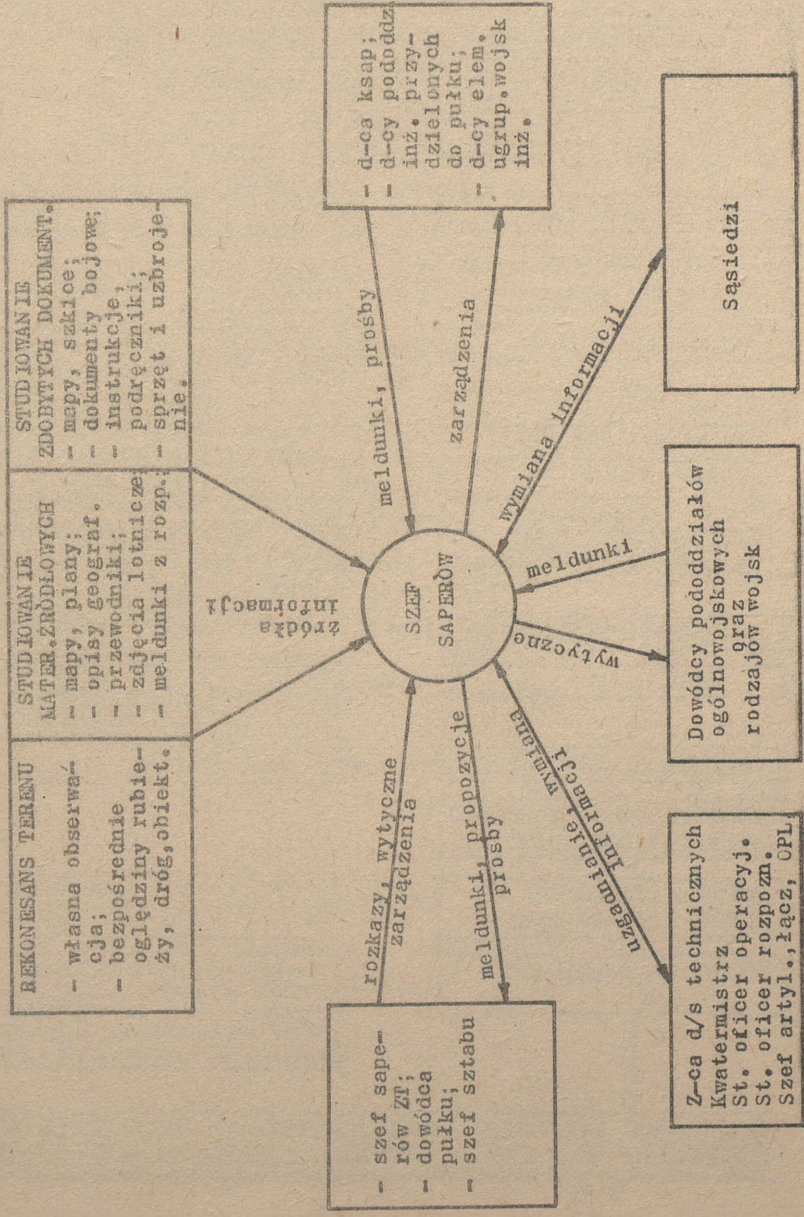 REKONESANS TERENU
- własna obserwa-
cja;
- bezpośrednie
oględziny rubie-
ży, dróg, obiekt.
STUDIOWANIE
MATER.ŹRÓDŁOWYCH
- mapy, plany;
- opisy geograf.
- przewodniki;
- zdjęcia lotnicze;
- meldunki z rozp.;
STUDIOWANIE
ZDOBYTYCH DOKUMENT.
- mapy, szkice;
- dokumenty bojowe;
- instrukcje,
podręczniki;
- sprzęt i uzbroje-
nie.
źródła
informacji
- szef sape-
rów ZT;
- dowódca
pułku;
- szef sztabu
rozkazy, wytyczne
zarządzenia
meldunki, propozycje
prośby
SZEF
SAPERÓW
meldunki, prośby
zarządzenia
- d-ca ksap;
- d-cy pododdz.
inż. przy-
dzielonych
do pułku;
- d-cy elem.
ugrup.wojsk
inż.
uzgadnianie, wymiana
informacji
wytyczne
meldunki
wymiana informacji
Z-ca d/s technicznych
Kwatermistrz
St. oficer operacyj.
St. oficer rozpozn.
Szef artyl., łącz, OPL
Dowódcy pododdziałów
ogólnowojskowych
oraz
rodzajów wojsk
Sąsiedzi